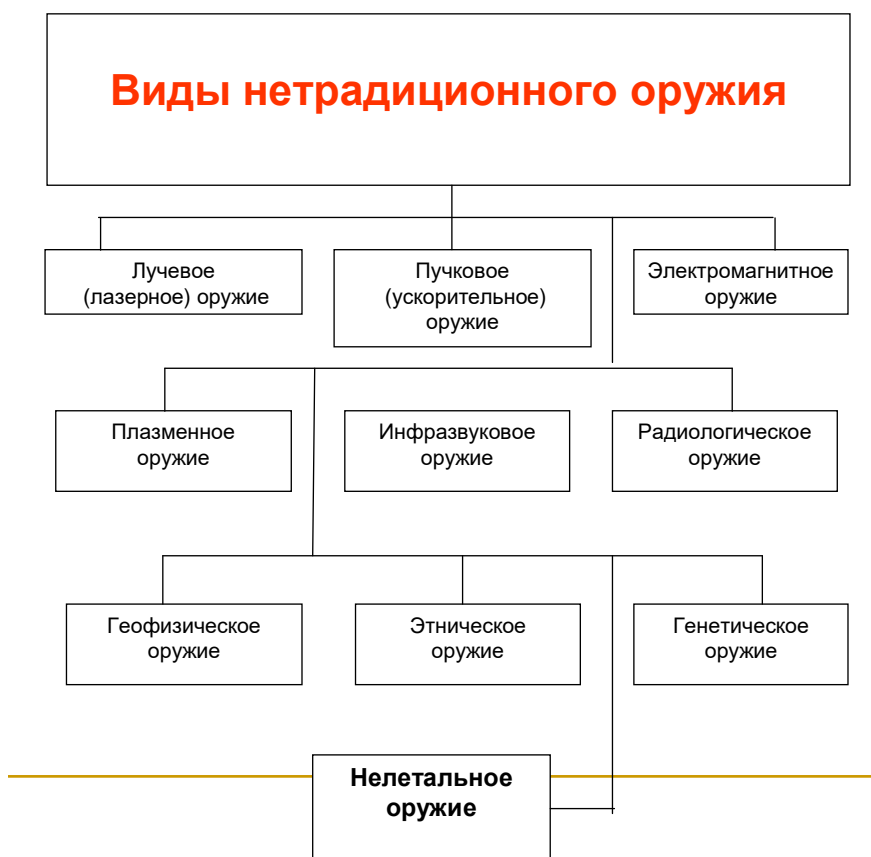 Виды нетрадиционного оружия
Лучевое
(лазерное) оружие
Пучковое
(ускорительное)
оружие
Электромагнитное
оружие
Плазменное
оружие
Инфразвуковое
оружие
Радиологическое
оружие
Геофизическое
оружие
Этническое
оружие
Генетическое
оружие
Нелетальное
оружие